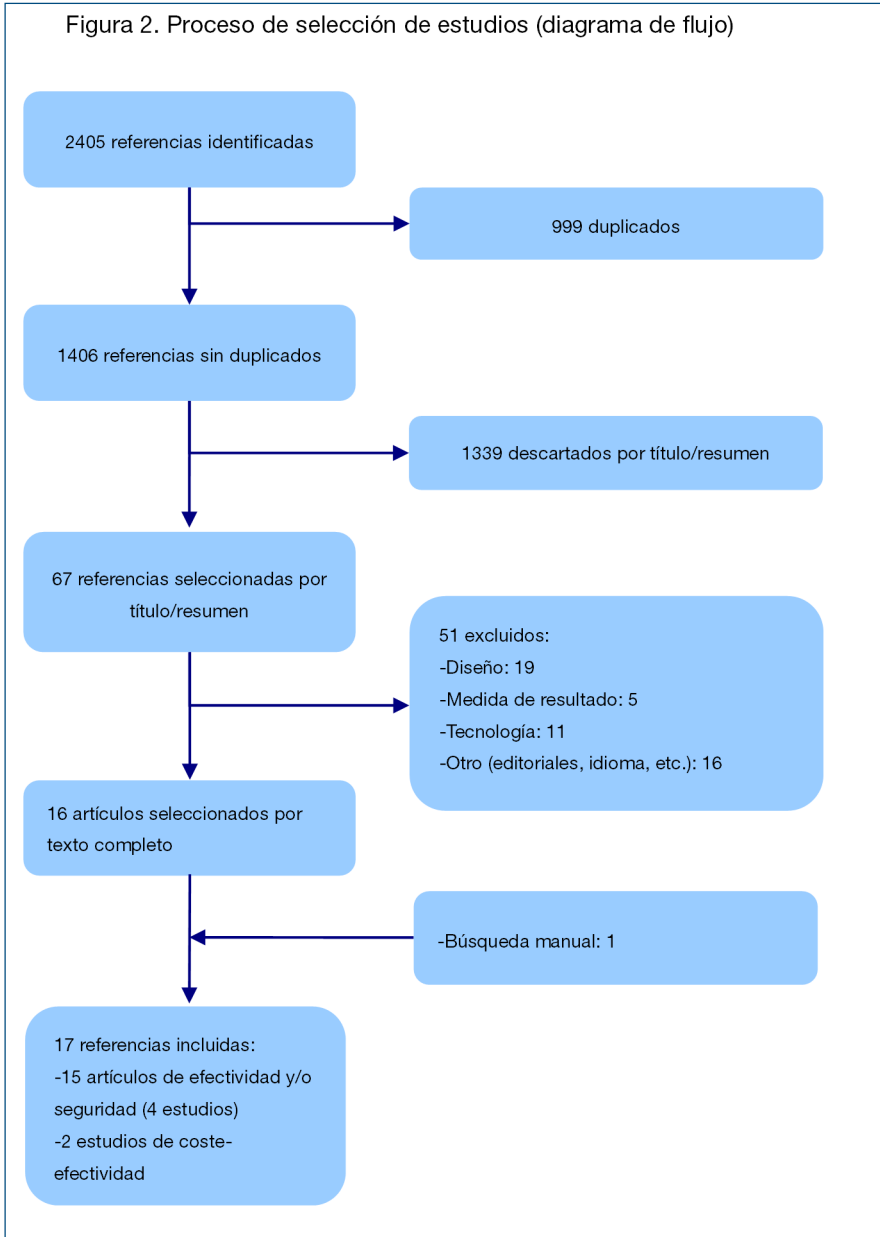 Figura 2. Proceso de selección de estudios (diagrama de flujo)
2405 referencias identificadas
999 duplicados
1406 referencias sin duplicados
1339 descartados por título/resumen
67 referencias seleccionadas por
título/resumen
51 excluidos:
-Diseño: 19
-Medida de resultado: 5
-Tecnología: 11
-Otro (editoriales, idioma, etc.): 16
16 artículos seleccionados por
texto completo
-Búsqueda manual: 1
17 referencias incluidas:
-15 artículos de efectividad y/o
seguridad (4 estudios)
-2 estudios de coste-
efectividad